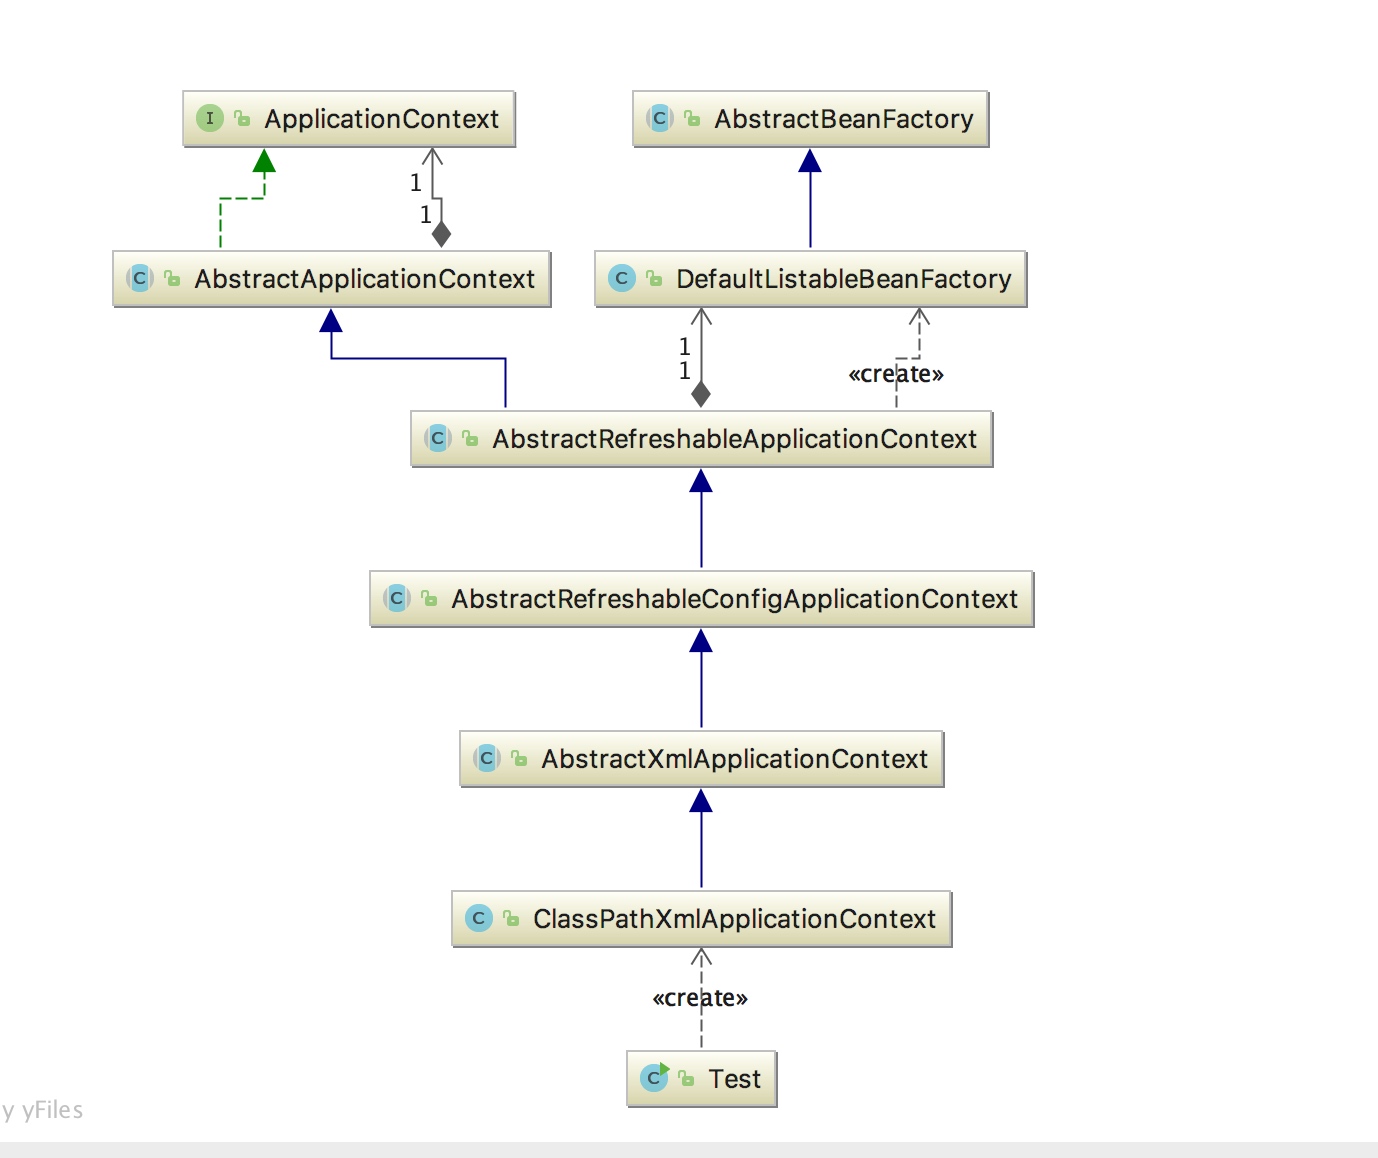 I ApplicationContext
C AbstractBeanFactory
1
1
C AbstractApplicationContext
C DefaultListableBeanFactory
1
1
«create»
C AbstractRefreshableApplicationContext
C AbstractRefreshableConfigApplicationContext
C AbstractXmlApplicationContext
C ClassPathXmlApplicationContext
«create»
C Test
y yFiles